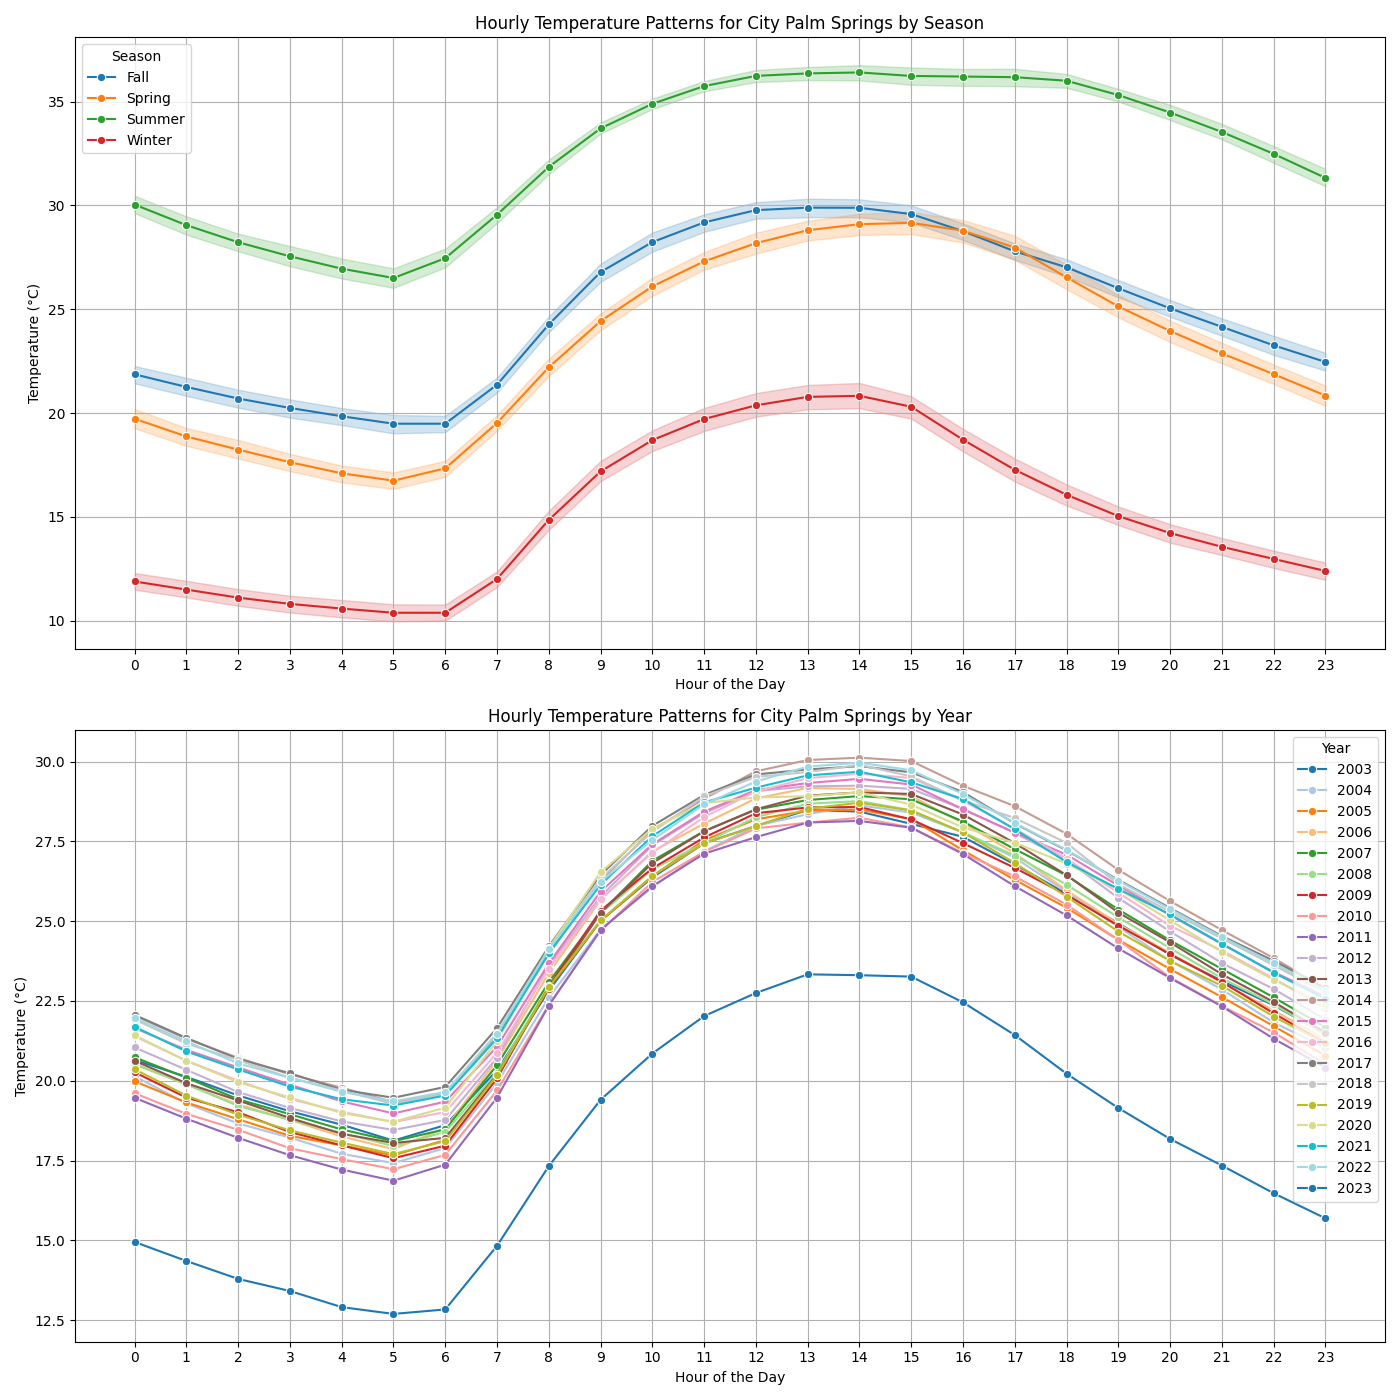 Hourly Temperature Patterns for City Palm Springs by Season
Season
Fall
Spring
Summer
Winter
Temperature (°C)
35
30
25
20
15
10
0 1 2 3 4 5 6 7 8 9 10 11 12 13 14 15 16 17 18 19 20 21 22 23
Hour of the Day
Hourly Temperature Patterns for City Palm Springs by Year
Year
2003
2004
2005
2006
2007
2008
2009
2010
2011
2012
2013
2014
2015
2016
2017
2018
2019
2020
2021
2022
2023
Temperature (°C)
30.0
27.5
25.0
22.5
20.0
17.5
15.0
12.5
0 1 2 3 4 5 6 7 8 9 10 11 12 13 14 15 16 17 18 19 20 21 22 23
Hour of the Day